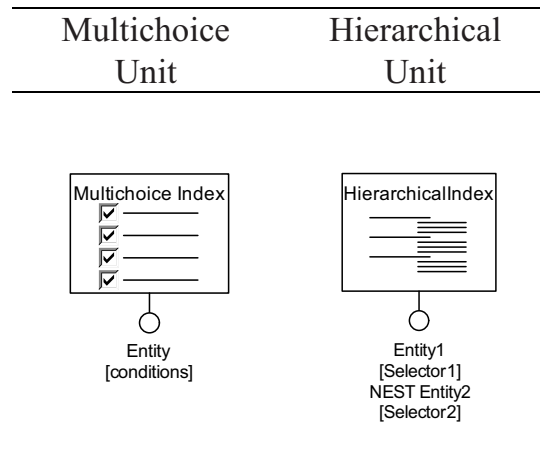 Multichoice Hierarchical
Unit Unit
Multichoice Index
HierarchicalIndex
Entity
[conditions]
Entity1
[Selector1]
NEST Entity2
[Selector2]